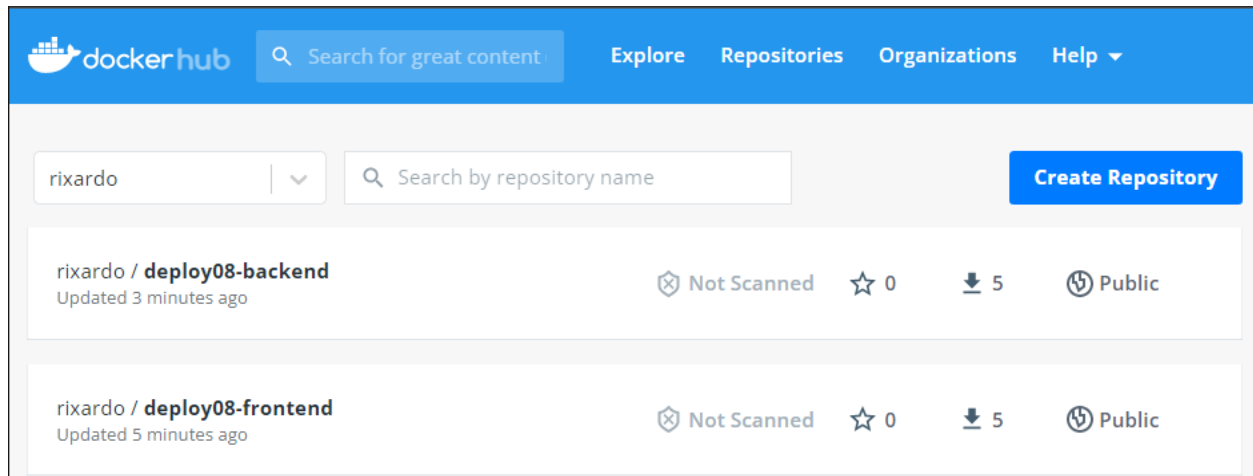 dockerhub Search for great content Explore Repositories Organizations Help
rixardo Search by repository name Create Repository
rixardo / deploy08-backend Not Scanned 0 5 Public
Updated 3 minutes ago
rixardo / deploy08-frontend Not Scanned 0 5 Public
Updated 5 minutes ago